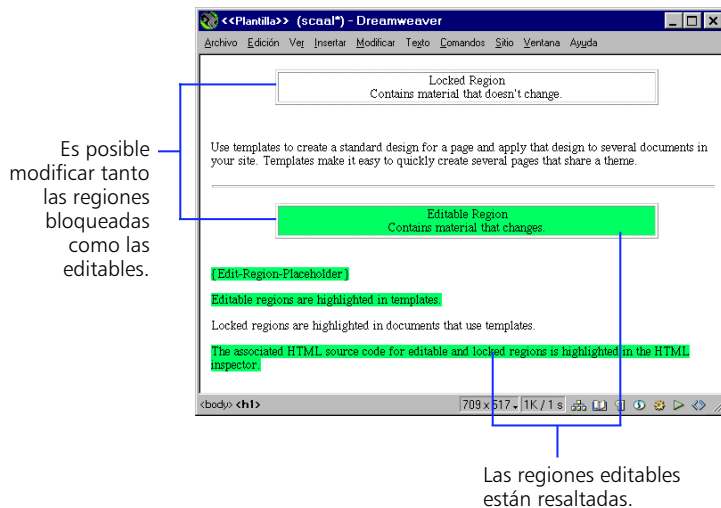 <<Plantilla>> (scaal*) - Dreamweaver
Archivo Edición Ver Insertar Modificar Texto Comandos Sitio Ventana Ayuda
Locked Region
Contains material that doesn't change.
Use templates to create a standard design for a page and apply that design to several documents in
your site. Templates make it easy to quickly create several pages that share a theme.
Es posible
modificar tanto
las regiones
bloqueadas
como las
editables.
Editable Region
Contains material that changes.
{Edit-Region-Placeholder}
Editable regions are highlighted in templates.
Locked regions are highlighted in documents that use templates.
The associated HTML source code for editable and locked regions is highlighted in the HTML
inspector.
<body> <h1> 709 x 517 1K / 1 s
Las regiones editables
están resaltadas.